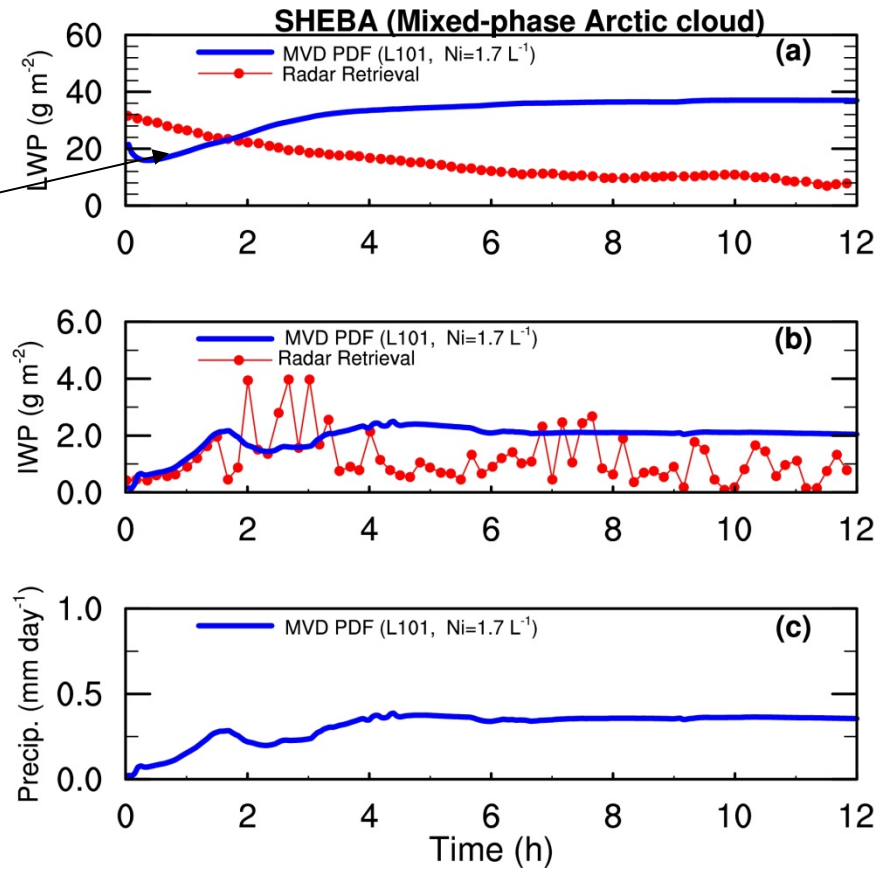 SHEBA (Mixed-phase Arctic cloud)
LWP (g m-2)
60
40
20
0
MVD PDF (L101, Ni=1.7 L-1)
Radar Retrieval
(a)
0 2 4 6 8 10 12
IWP (g m-2)
6.0
4.0
2.0
0.0
MVD PDF (L101, Ni=1.7 L-1)
Radar Retrieval
(b)
0 2 4 6 8 10 12
Precip. (mm day-1)
1.0
0.5
0.0
MVD PDF (L101, Ni=1.7 L-1)
(c)
0 2 4 6 8 10 12
Time (h)